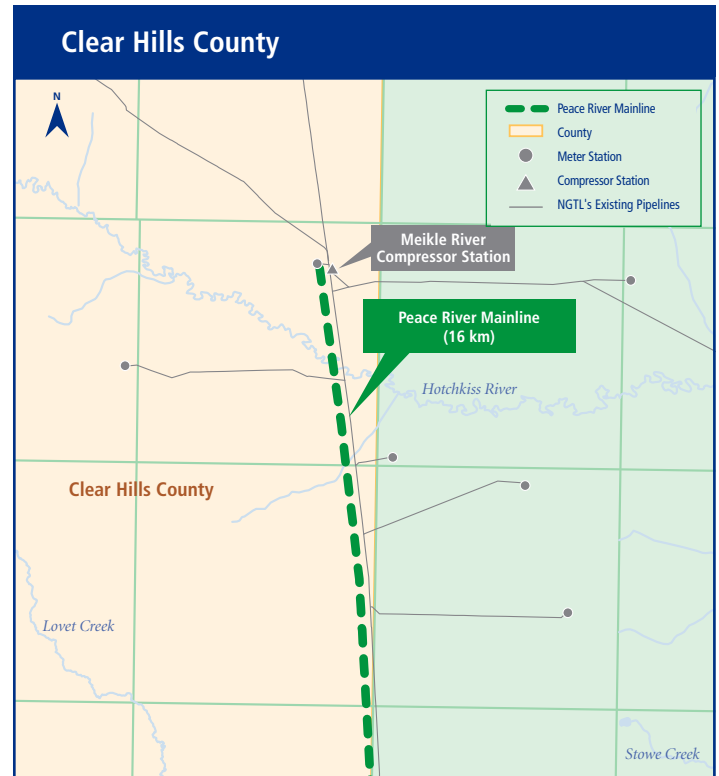 Clear Hills County
N
Peace River Mainline
County
Meter Station
Compressor Station
NGTL's Existing Pipelines
Meikle River
Compressor Station
Peace River Mainline
(16 km)
Hotchkiss River
Clear Hills County
Lovet Creek
Stowe Creek